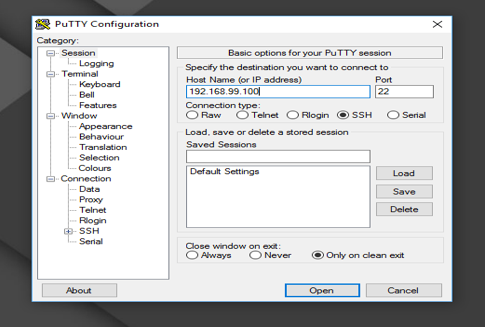 PuTTY Configuration
Category:
Session
Logging
Terminal
Keyboard
Bell
Features
Window
Appearance
Behaviour
Translation
Selection
Colours
Connection
Data
Proxy
Telnet
Rlogin
SSH
Serial
Basic options for your PuTTY session
Specify the destination you want to connect to
Host Name (or IP address) Port
192.168.99.100 22
Connection type:
Raw Telnet Rlogin SSH Serial
Load, save or delete a stored session
Saved Sessions
Default Settings
Load
Save
Delete
Close window on exit:
Always Never Only on clean exit
About Open Cancel